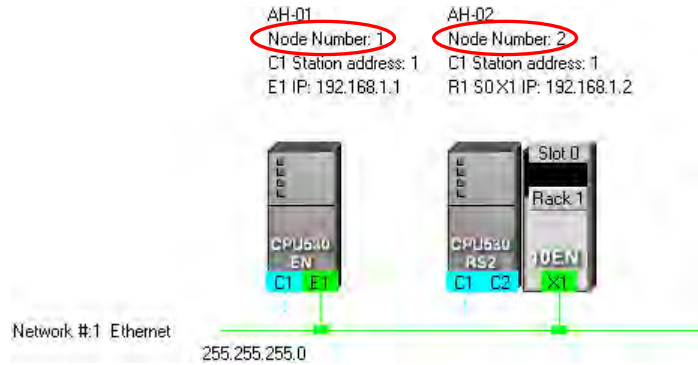 AH-01
Node Number: 1
C1 Station address: 1
E1 IP: 192.168.1.1
AH-02
Node Number: 2
C1 Station address: 1
R1 S0 X1 IP: 192.168.1.2
CPU530
EN
C1 E1
CPU530
RS2
C1 C2
Slot 0
Rack 1
10EN
X1
Network #:1 Ethernet
255.255.255.0